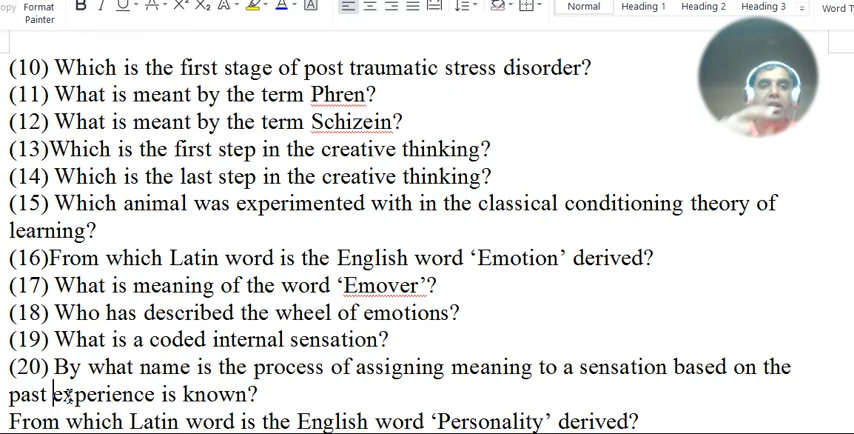 opy Format Painter B I U A X² X₂ A A A Normal Heading 1 Heading 2 Heading 3 Word T
(10) Which is the first stage of post traumatic stress disorder?
(11) What is meant by the term Phren?
(12) What is meant by the term Schizein?
(13)Which is the first step in the creative thinking?
(14) Which is the last step in the creative thinking?
(15) Which animal was experimented with in the classical conditioning theory of
learning?
(16)From which Latin word is the English word ‘Emotion’ derived?
(17) What is meaning of the word ‘Emover’?
(18) Who has described the wheel of emotions?
(19) What is a coded internal sensation?
(20) By what name is the process of assigning meaning to a sensation based on the
past experience is known?
From which Latin word is the English word ‘Personality’ derived?